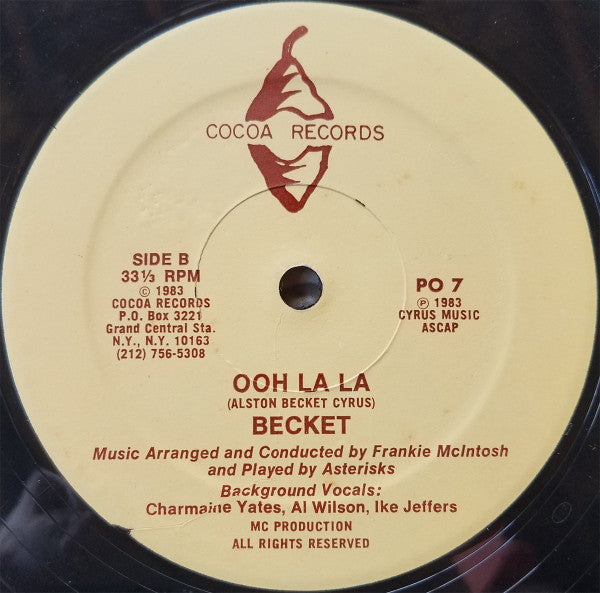 COCOA RECORDS
SIDE B
33⅓ RPM
© 1983
COCOA RECORDS
P.O. Box 3221
Grand Central Sta.
N.Y., N.Y. 10163
(212) 756-5308
PO 7
℗ 1983
CYRUS MUSIC
ASCAP
OOH LA LA
(ALSTON BECKET CYRUS)
BECKET
Music Arranged and Conducted by Frankie McIntosh
and Played by Asterisks
Background Vocals:
Charmaine Yates, Al Wilson, Ike Jeffers
MC PRODUCTION
ALL RIGHTS RESERVED